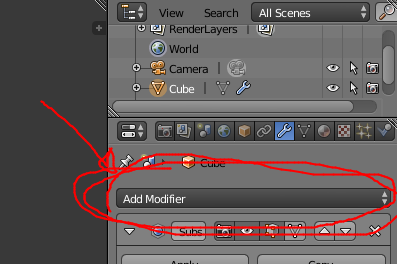 View Search All Scenes
RenderLayers
World
Camera
Cube
Cube
Add Modifier
Subs
Apply Copy